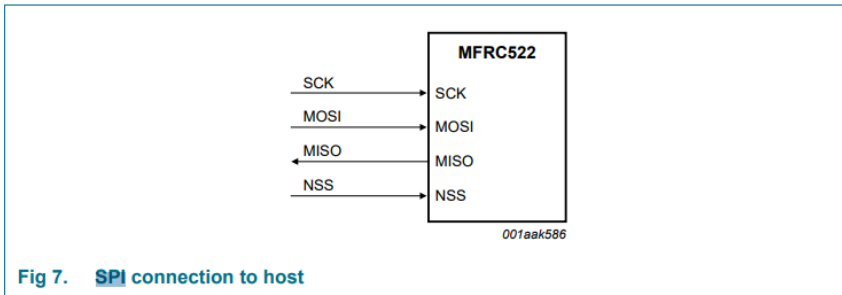 MFRC522
SCK
SCK
MOSI
MOSI
MISO
MISO
NSS
NSS
001aak586
Fig 7. SPI connection to host